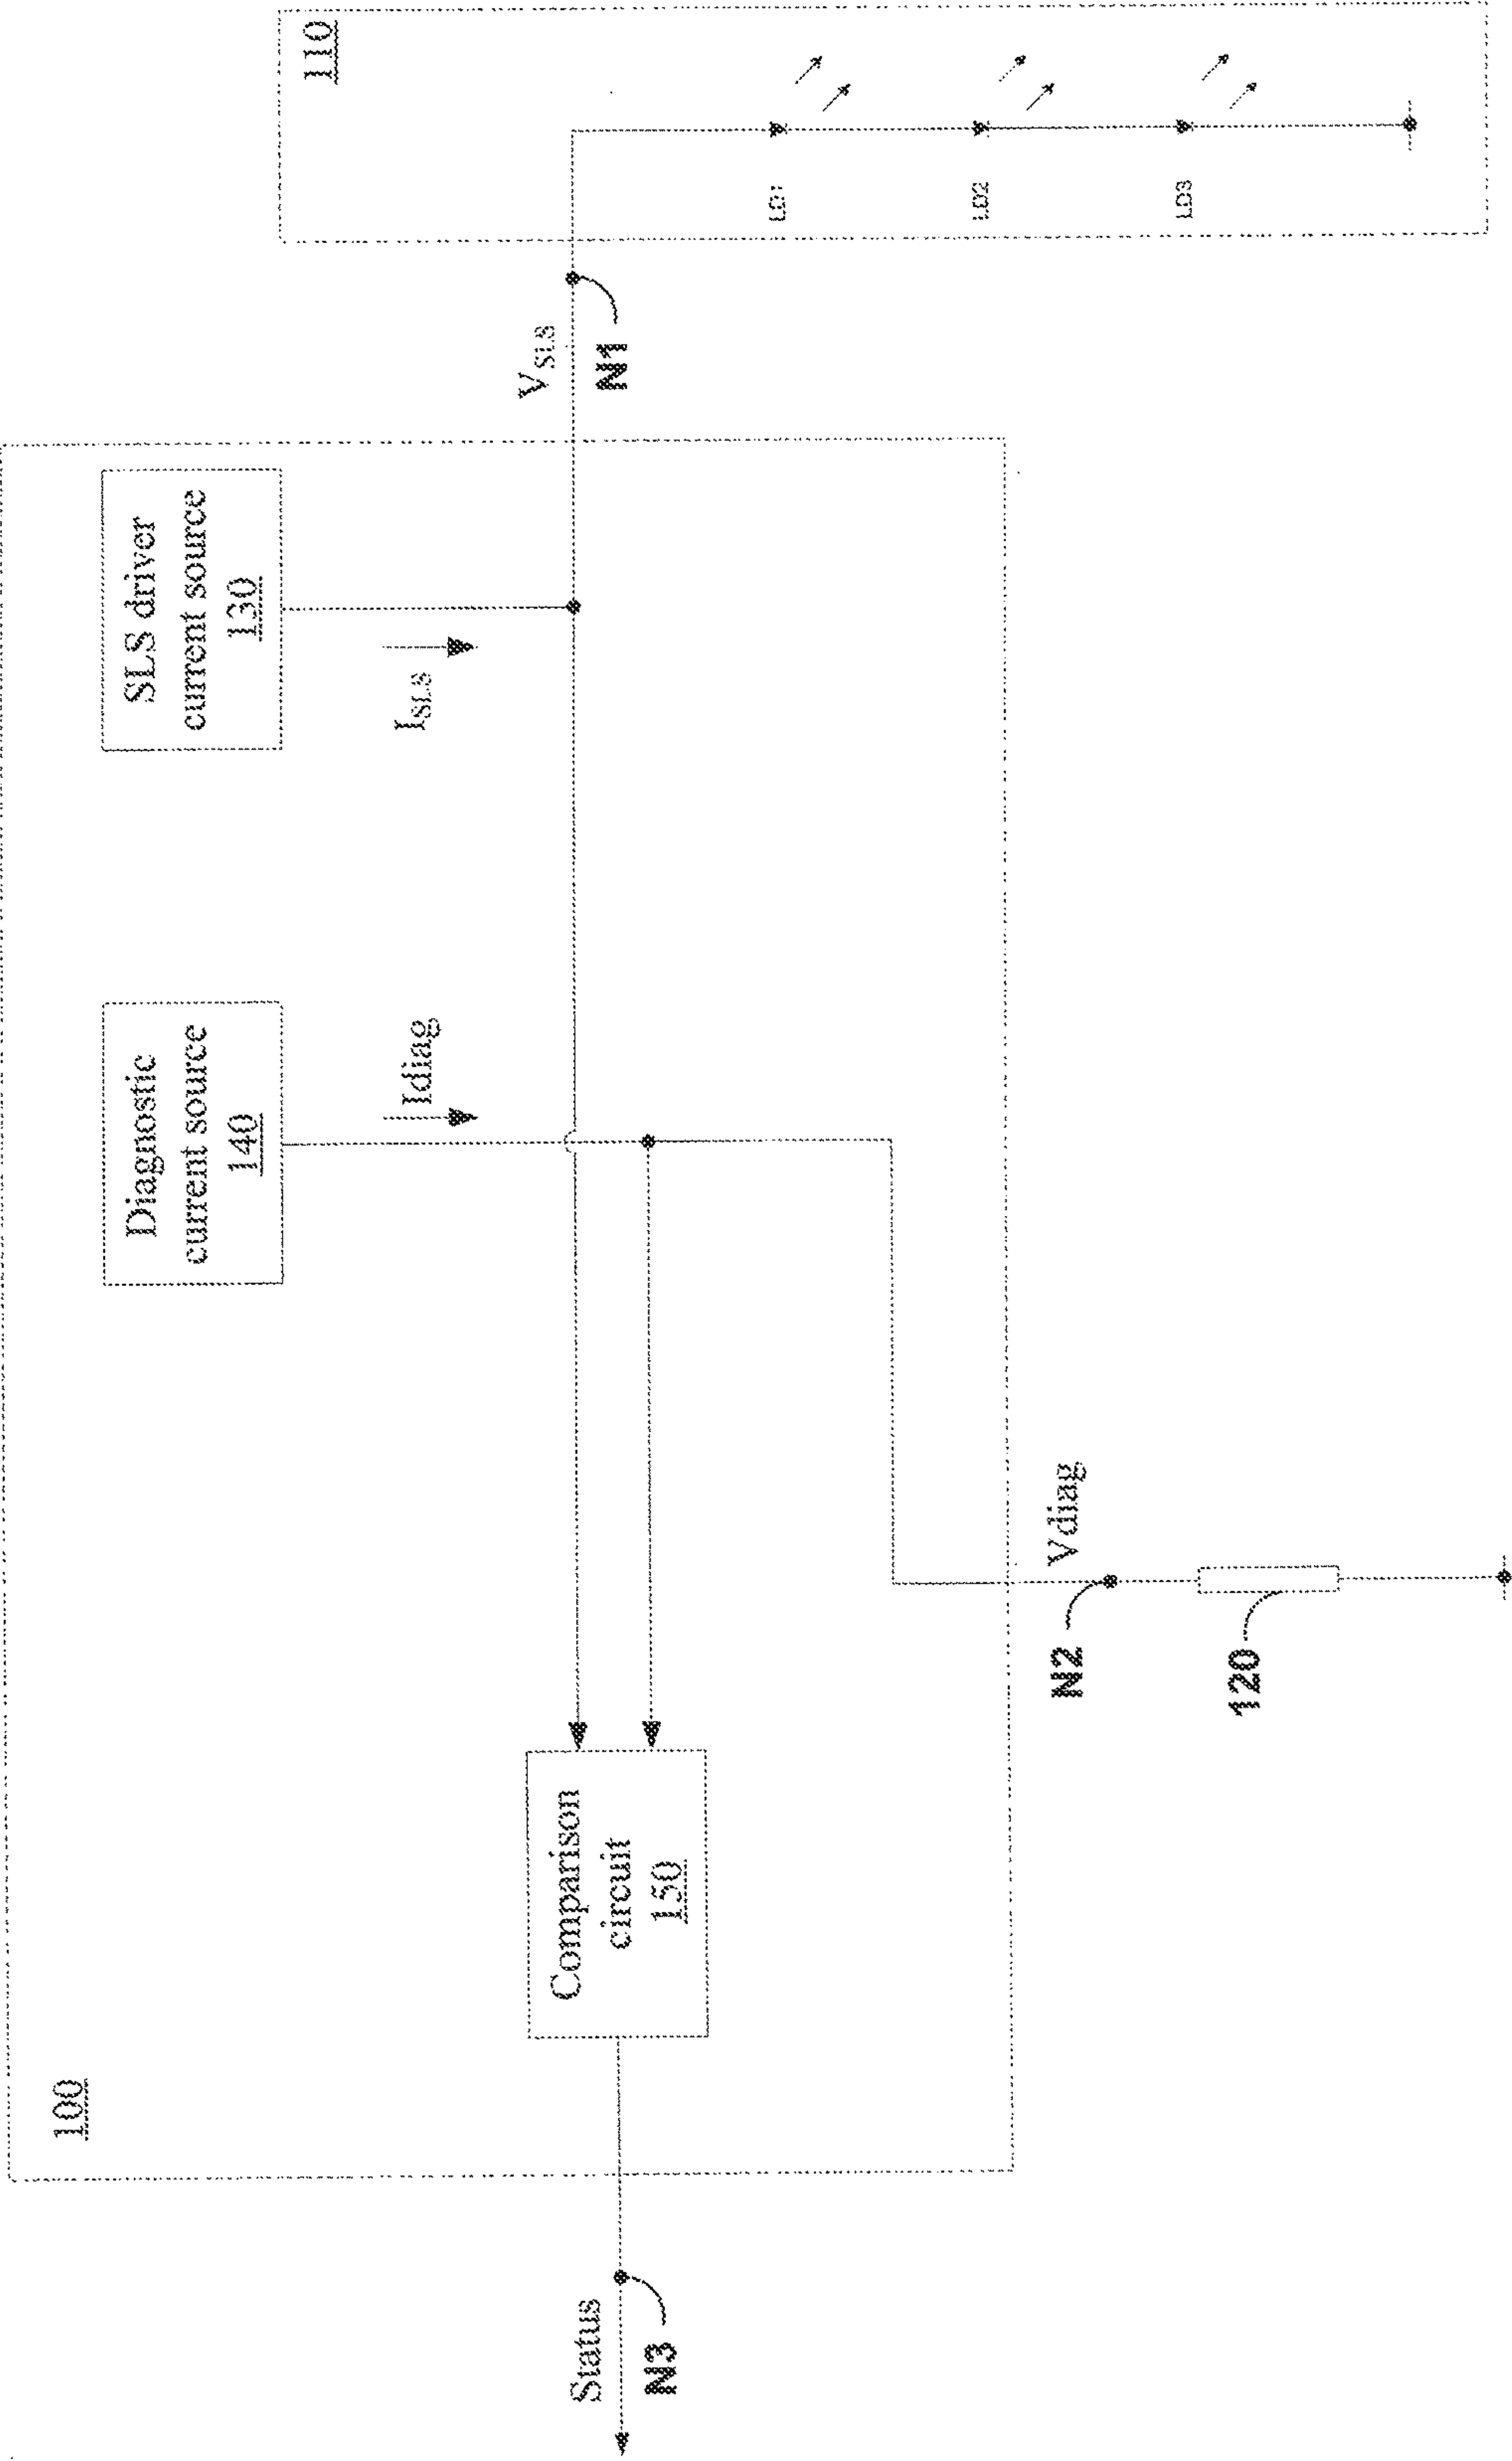 100
Diagnostic
current source
140
SLS driver
current source
130
110
Idiag
I_SLS
V_SLS
N1
LD1
LD2
LD3
Status
N3
Comparison
circuit
150
Vdiag
N2
120